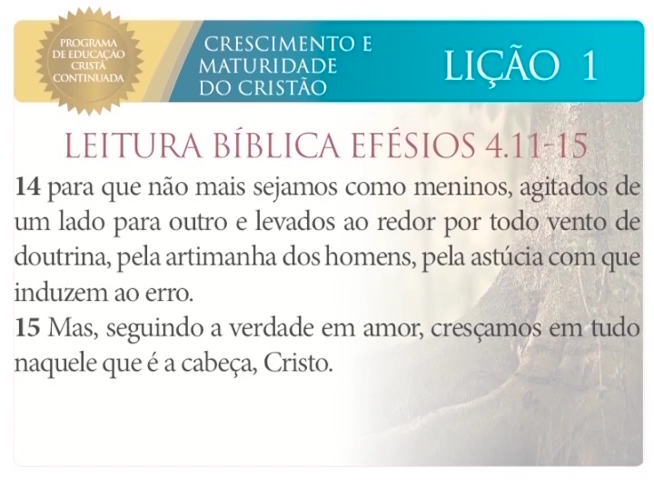 PROGRAMA
DE EDUCAÇÃO
CRISTÃ
CONTINUADA
CRESCIMENTO E
MATURIDADE
DO CRISTÃO
LIÇÃO 1
LEITURA BÍBLICA EFÉSIOS 4.11-15
14 para que não mais sejamos como meninos, agitados de
um lado para outro e levados ao redor por todo vento de
doutrina, pela artimanha dos homens, pela astúcia com que
induzem ao erro.
15 Mas, seguindo a verdade em amor, cresçamos em tudo
naquele que é a cabeça, Cristo.